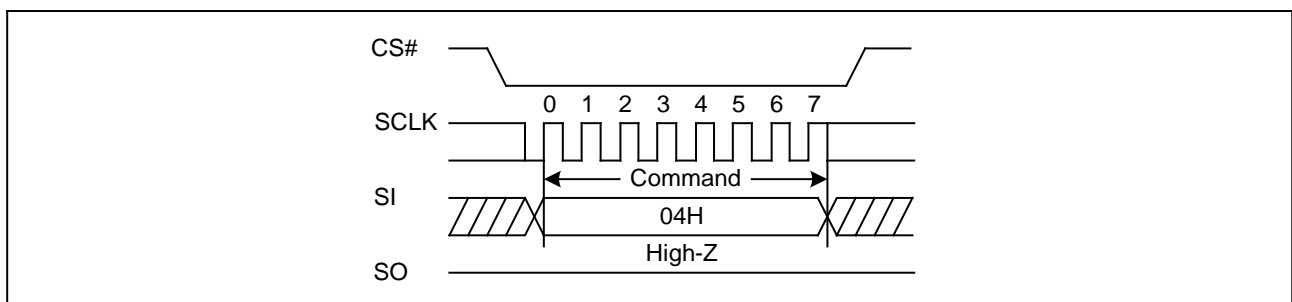 CS#
0 1 2 3 4 5 6 7
SCLK
Command
SI
04H
High-Z
SO